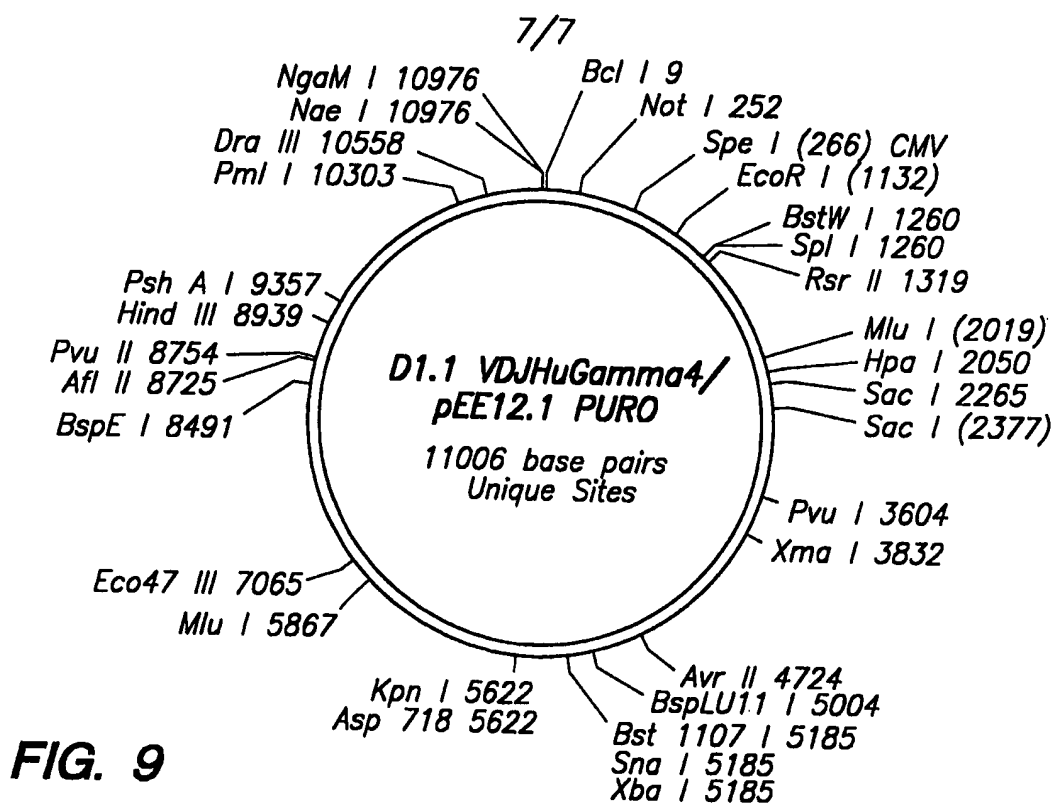 7/7
NgaM I 10976
Nae I 10976
Dra III 10558
Pml I 10303
Bcl I 9
Not I 252
Spe I (266) CMV
EcoR I (1132)
BstW I 1260
Spl I 1260
Rsr II 1319
Mlu I (2019)
Hpa I 2050
Sac I 2265
Sac I (2377)
Pvu I 3604
Xma I 3832
Avr II 4724
BspLU11 I 5004
Bst 1107 I 5185
Sna I 5185
Xba I 5185
Kpn I 5622
Asp 718 5622
Mlu I 5867
Eco47 III 7065
BspE I 8491
Afl II 8725
Pvu II 8754
Hind III 8939
Psh A I 9357
D1.1 VDJHuGamma4/
pEE12.1 PURO
11006 base pairs
Unique Sites
FIG. 9